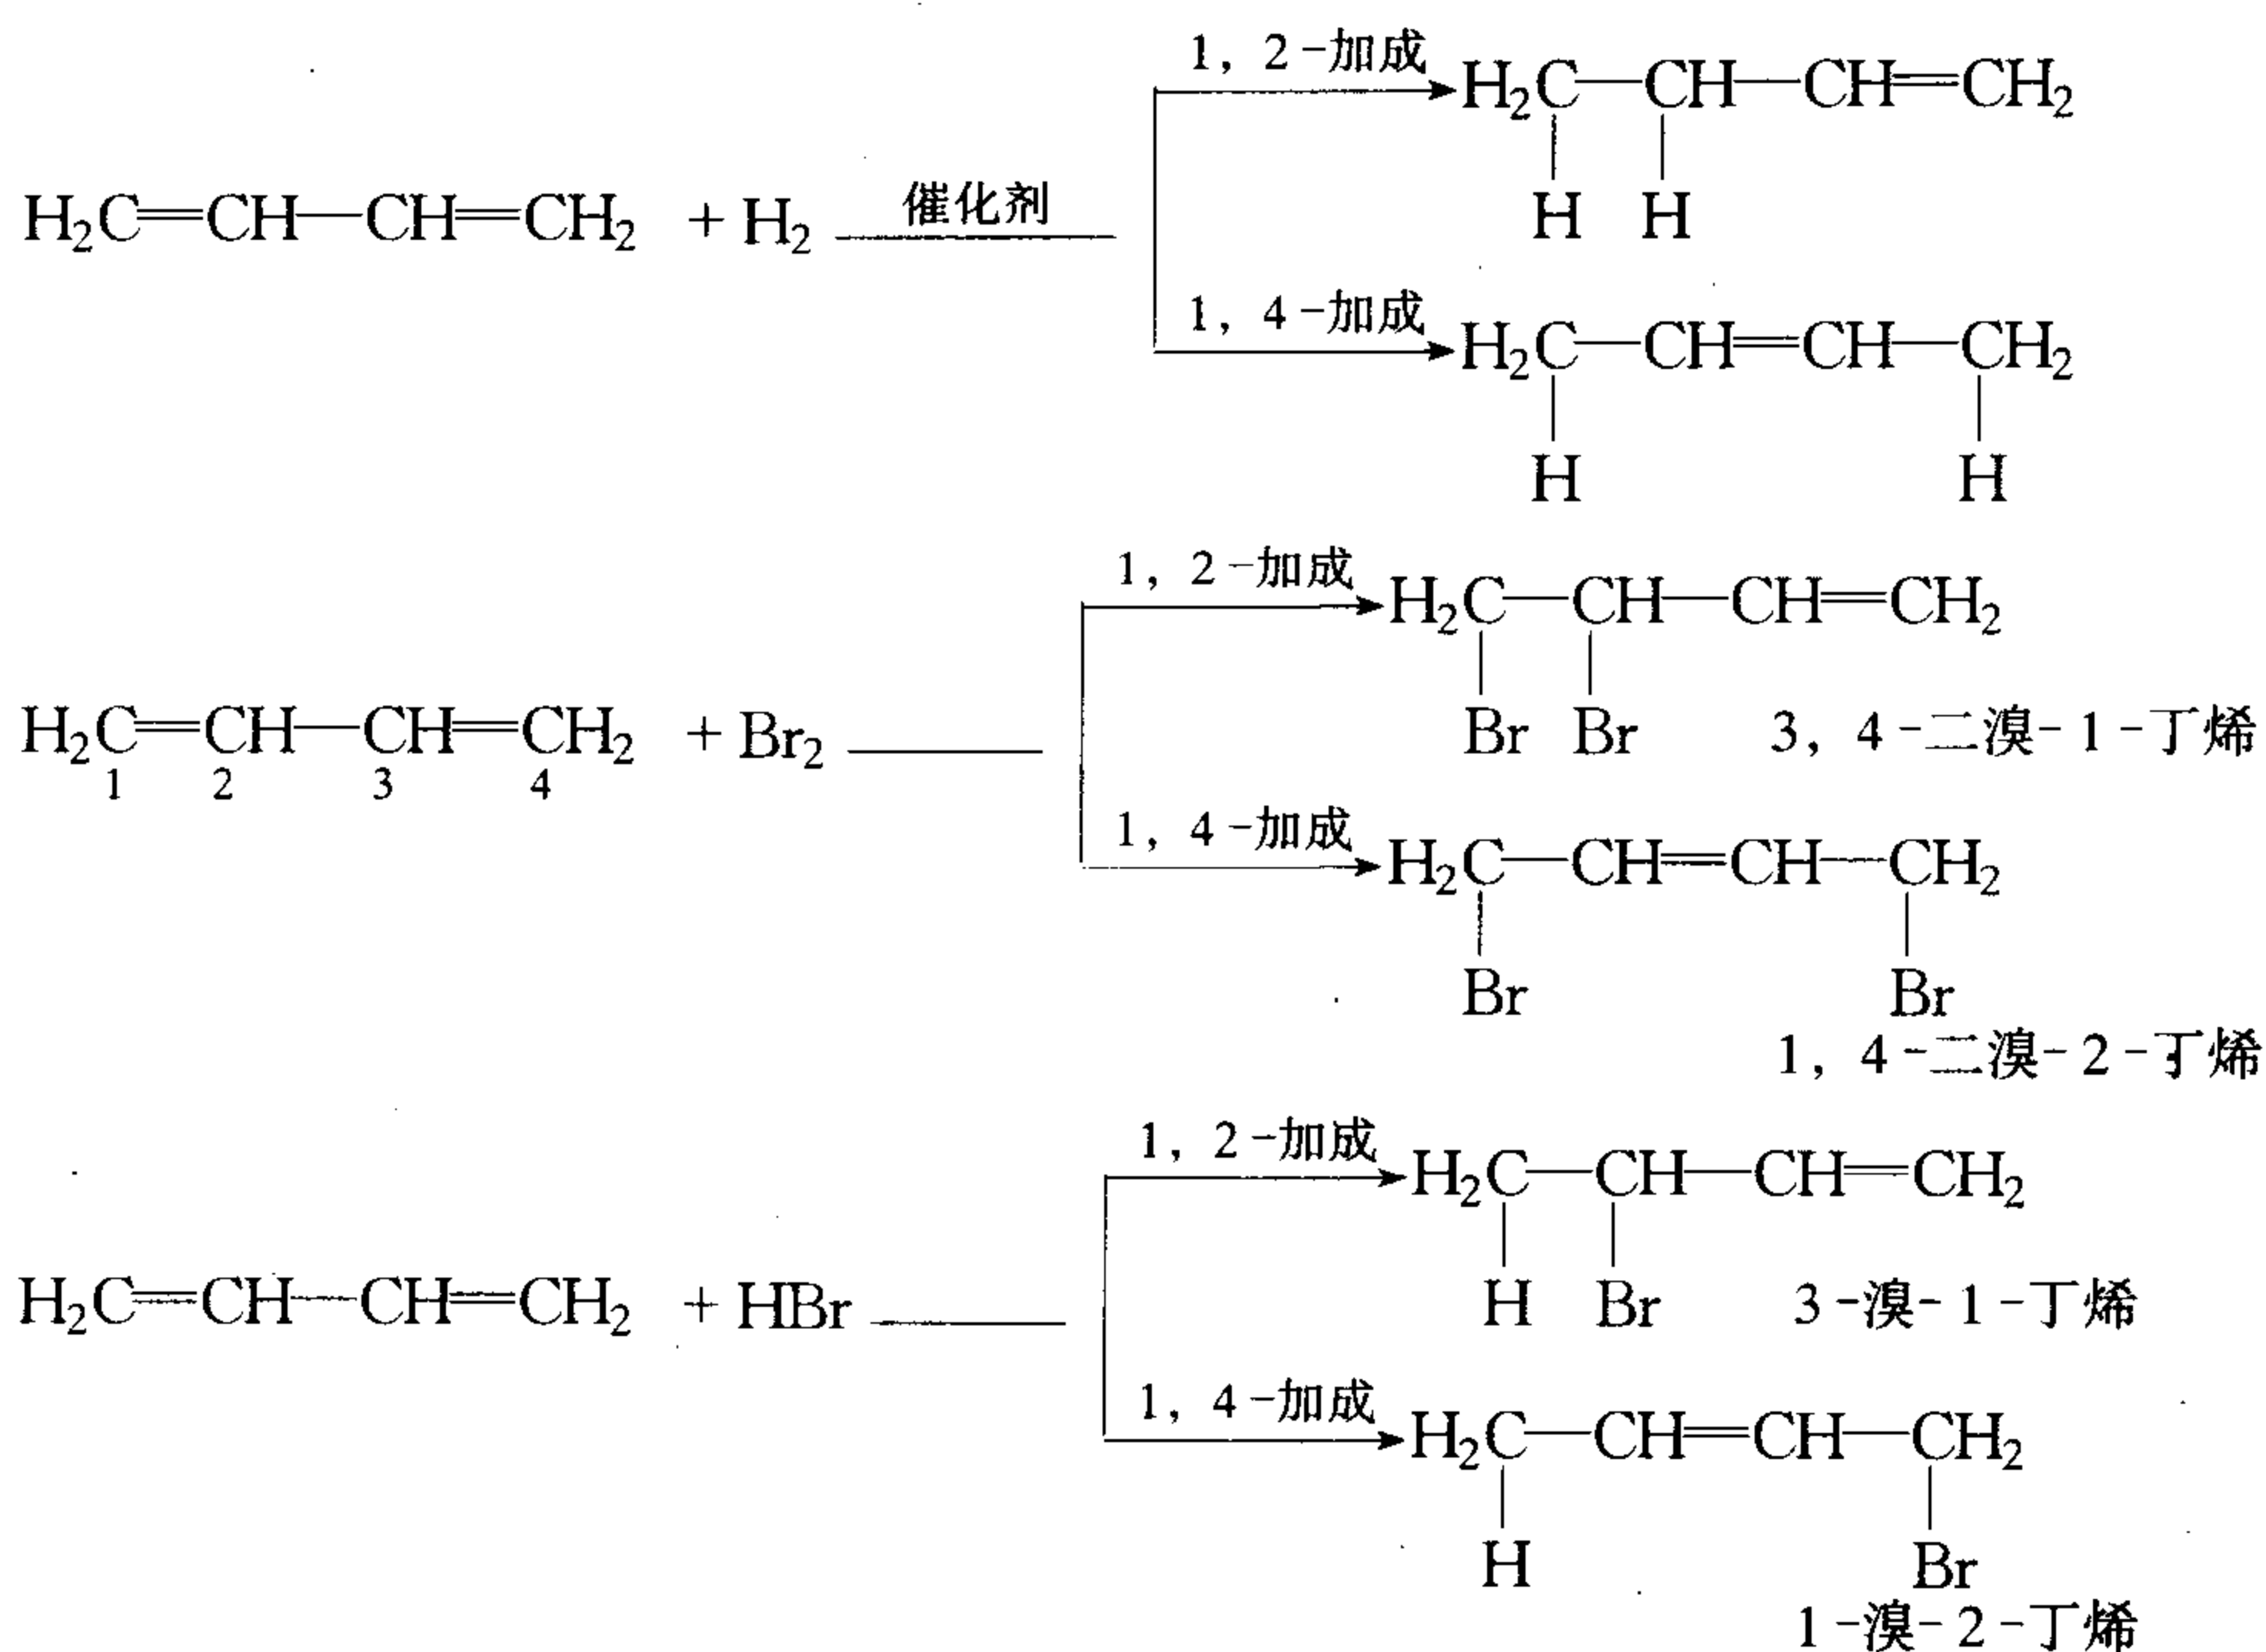 1, 2-加成
H₂C—CH—CH=CH₂
H₂C=CH—CH=CH₂ + H₂ 催化剂
H H
1, 4-加成
H₂C—CH=CH—CH₂
H H
1, 2-加成
H₂C—CH—CH=CH₂
H₂C=CH—CH=CH₂ + Br₂
Br Br 3, 4-二溴-1-丁烯
1 2 3 4
1, 4-加成
H₂C—CH=CH—CH₂
Br Br
1, 4-二溴-2-丁烯
1, 2-加成
H₂C—CH—CH=CH₂
H₂C=CH—CH=CH₂ + HBr
H Br 3-溴-1-丁烯
1, 4-加成
H₂C—CH=CH—CH₂
H Br
1-溴-2-丁烯